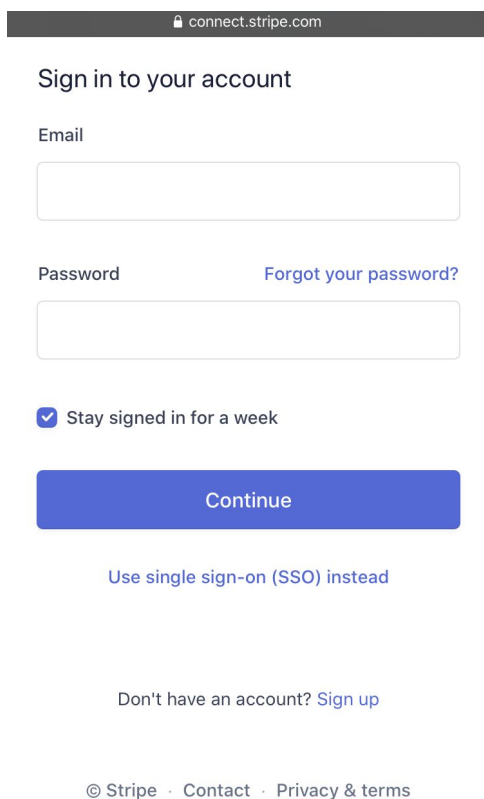 connect.stripe.com
Sign in to your account
Email
Password Forgot your password?
Stay signed in for a week
Continue
Use single sign-on (SSO) instead
Don't have an account? Sign up
© Stripe · Contact · Privacy & terms